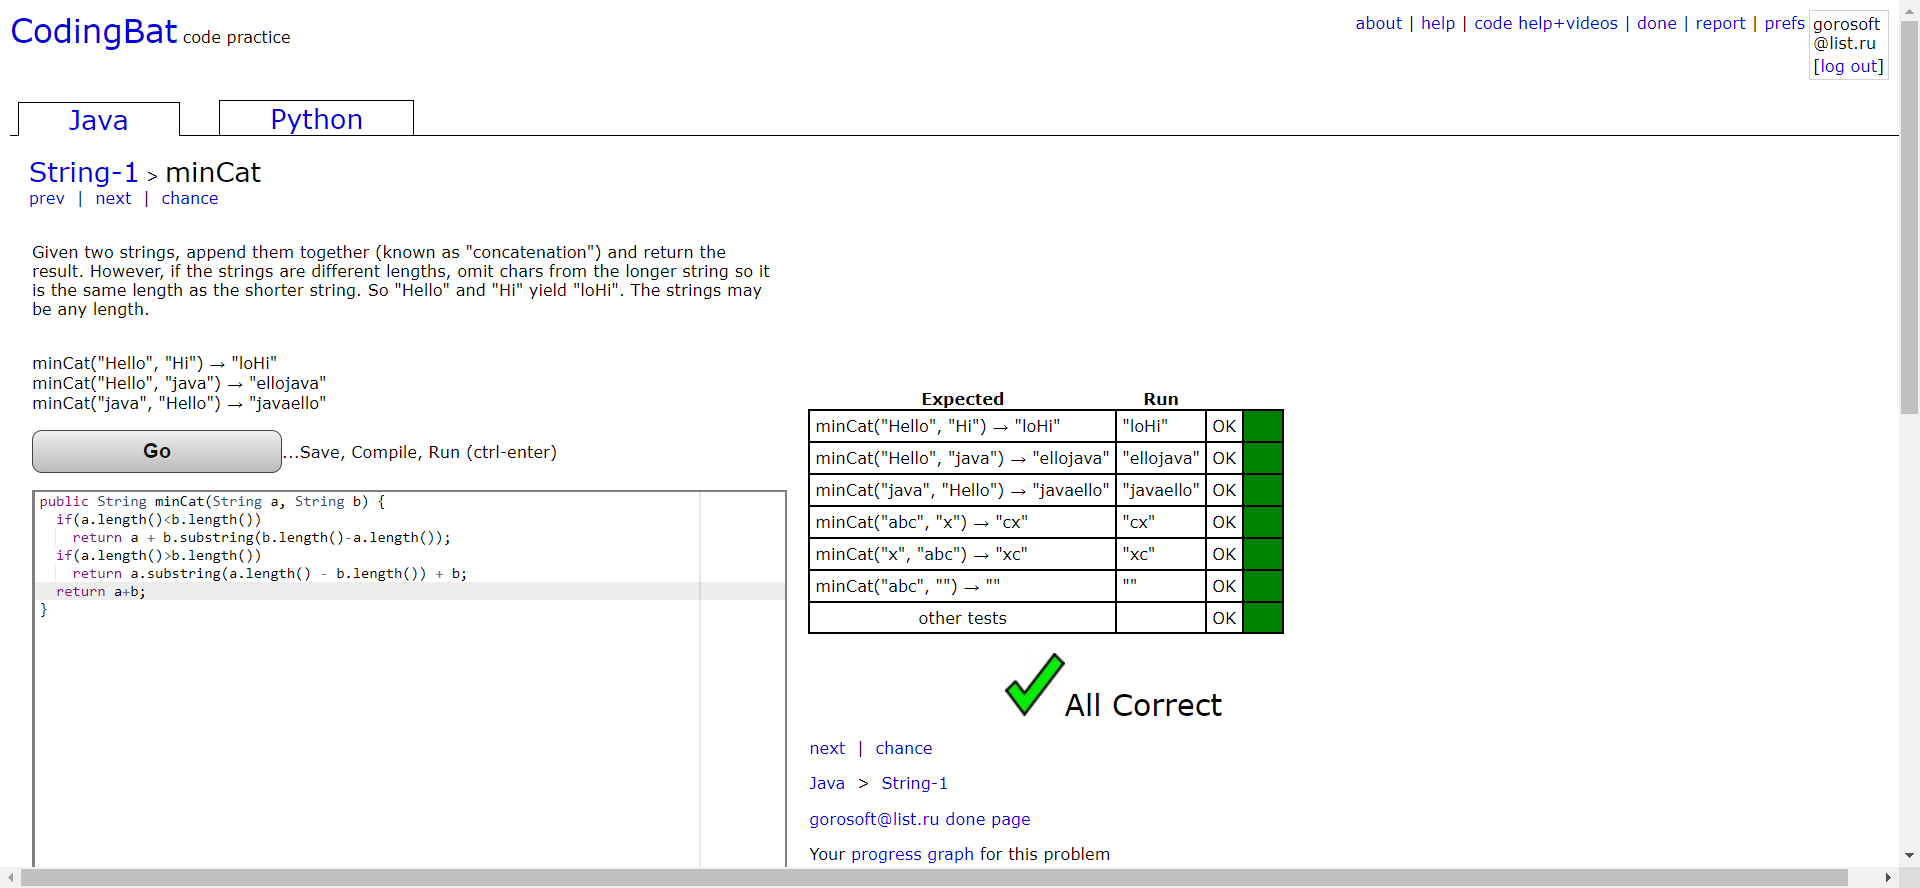 CodingBat code practice
about | help | code help+videos | done | report | prefs
gorosoft
@list.ru
[log out]
Java
Python
String-1 > minCat
prev | next | chance
Given two strings, append them together (known as "concatenation") and return the
result. However, if the strings are different lengths, omit chars from the longer string so it
is the same length as the shorter string. So "Hello" and "Hi" yield "loHi". The strings may
be any length.
minCat("Hello", "Hi") → "loHi"
minCat("Hello", "java") → "ellojava"
minCat("java", "Hello") → "javaello"
Go ...Save, Compile, Run (ctrl-enter)
public String minCat(String a, String b) {
  if(a.length()<b.length())
    return a + b.substring(b.length()-a.length());
  if(a.length()>b.length())
    return a.substring(a.length() - b.length()) + b;
  return a+b;
}
Expected Run
minCat("Hello", "Hi") → "loHi" "loHi" OK
minCat("Hello", "java") → "ellojava" "ellojava" OK
minCat("java", "Hello") → "javaello" "javaello" OK
minCat("abc", "x") → "cx" "cx" OK
minCat("x", "abc") → "xc" "xc" OK
minCat("abc", "") → "" "" OK
other tests OK
All Correct
next | chance
Java > String-1
gorosoft@list.ru done page
Your progress graph for this problem